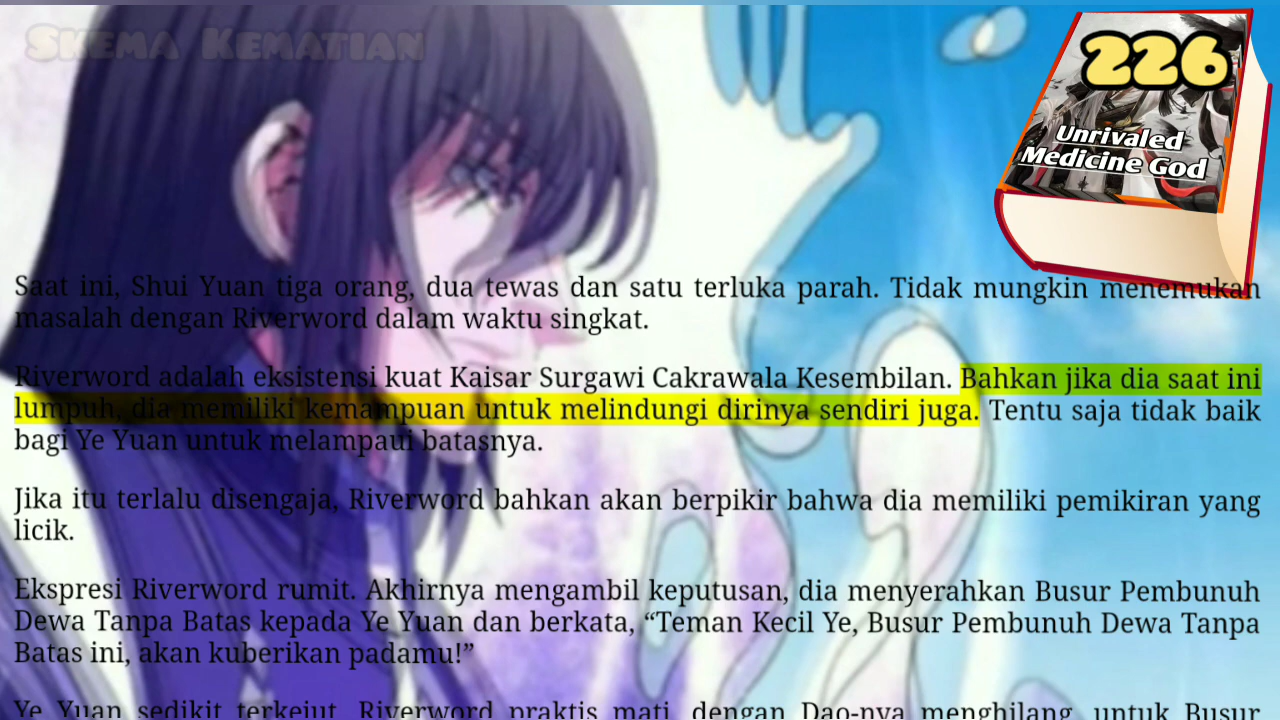 Shema Kematian
226
Unrivaled
Medicine God
Saat ini, Shui Yuan tiga orang, dua tewas dan satu terluka parah. Tidak mungkin menemukan
masalah dengan Riverword dalam waktu singkat.
Riverword adalah eksistensi kuat Kaisar Surgawi Cakrawala Kesembilan. Bahkan jika dia saat ini
lumpuh, dia memiliki kemampuan untuk melindungi dirinya sendiri juga. Tentu saja tidak baik
bagi Ye Yuan untuk melampaui batasnya.
Jika itu terlalu disengaja, Riverword bahkan akan berpikir bahwa dia memiliki pemikiran yang
licik.
Ekspresi Riverword rumit. Akhirnya mengambil keputusan, dia menyerahkan Busur Pembunuh
Dewa Tanpa Batas kepada Ye Yuan dan berkata, “Teman Kecil Ye, Busur Pembunuh Dewa Tanpa
Batas ini, akan kuberikan padamu!”
Ye Yuan sedikit terkejut. Riverword praktis mati, dengan Dao-nya menghilang, untuk Busur